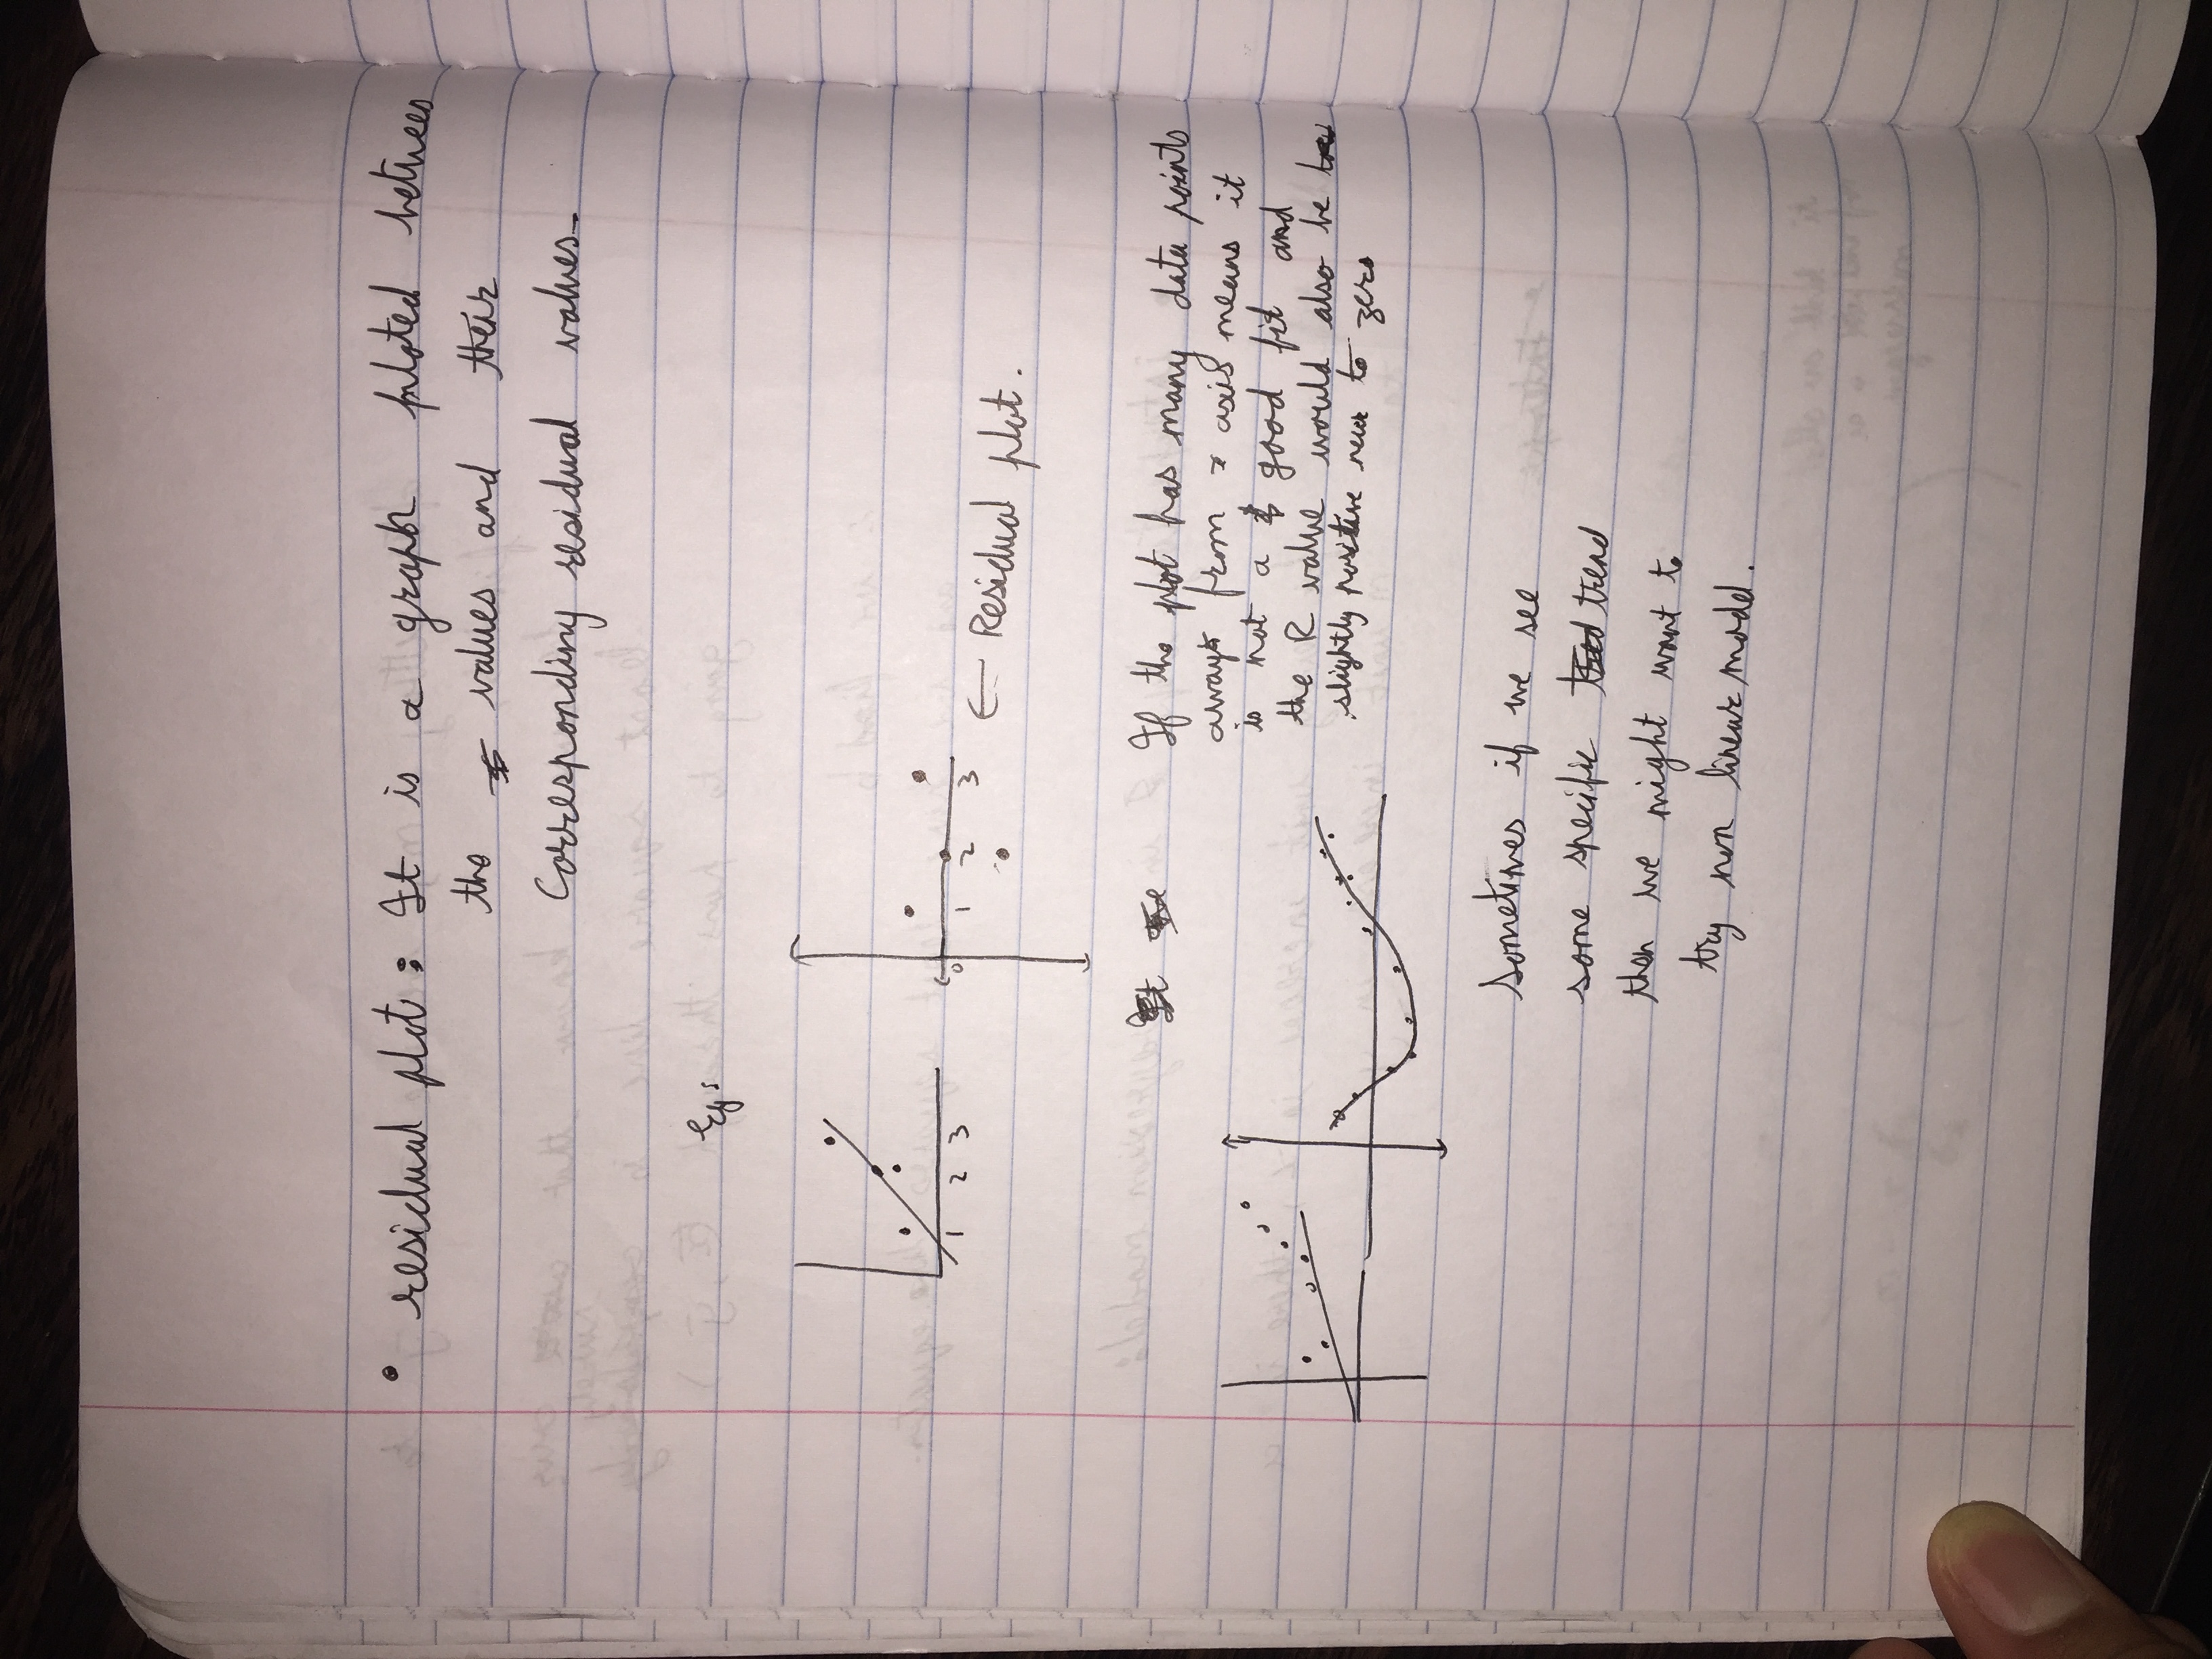 • residual plot : It is a graph ploted between
the values and their
Corresponding residual values.
Eg:
1 2 3
0 1 2 3
← Residual plot.
If the plot has many data points
away from x axis means it
is not a good fit and
the R value would also be
slightly positive near to zero
Sometimes if we see
some specific trend
then we might want to
try non linear model.